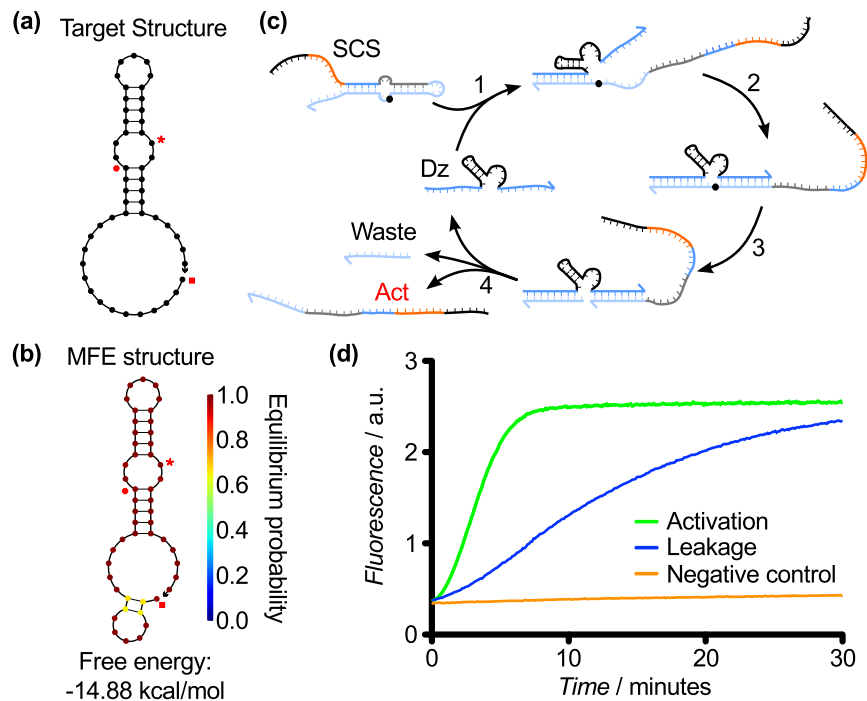 (a)
Target Structure
*
(b)
MFE structure
*
1.0
0.8
0.6
0.4
0.2
0.0
Equilibrium probability
Free energy:
-14.88 kcal/mol
(c)
SCS
1
2
Dz
3
Waste
Act
4
(d)
3
2
1
0
Fluorescence / a.u.
Activation
Leakage
Negative control
0
10
20
30
Time / minutes